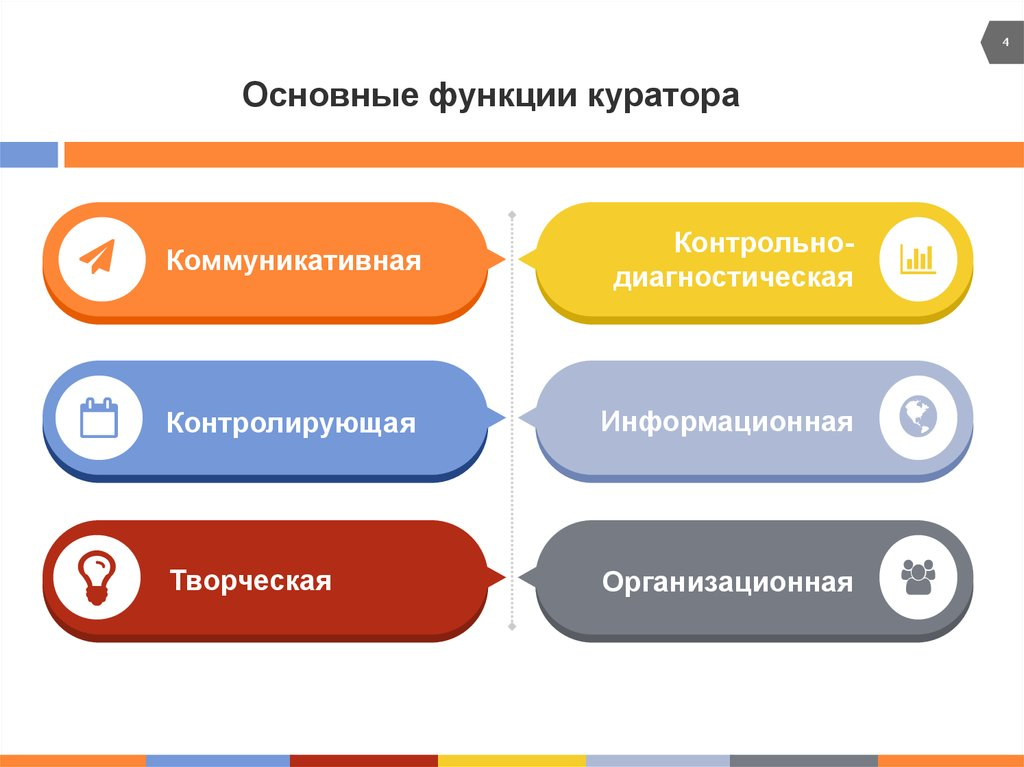 4
Основные функции куратора
Коммуникативная
Контрольно-
диагностическая
Контролирующая
Информационная
Творческая
Организационная